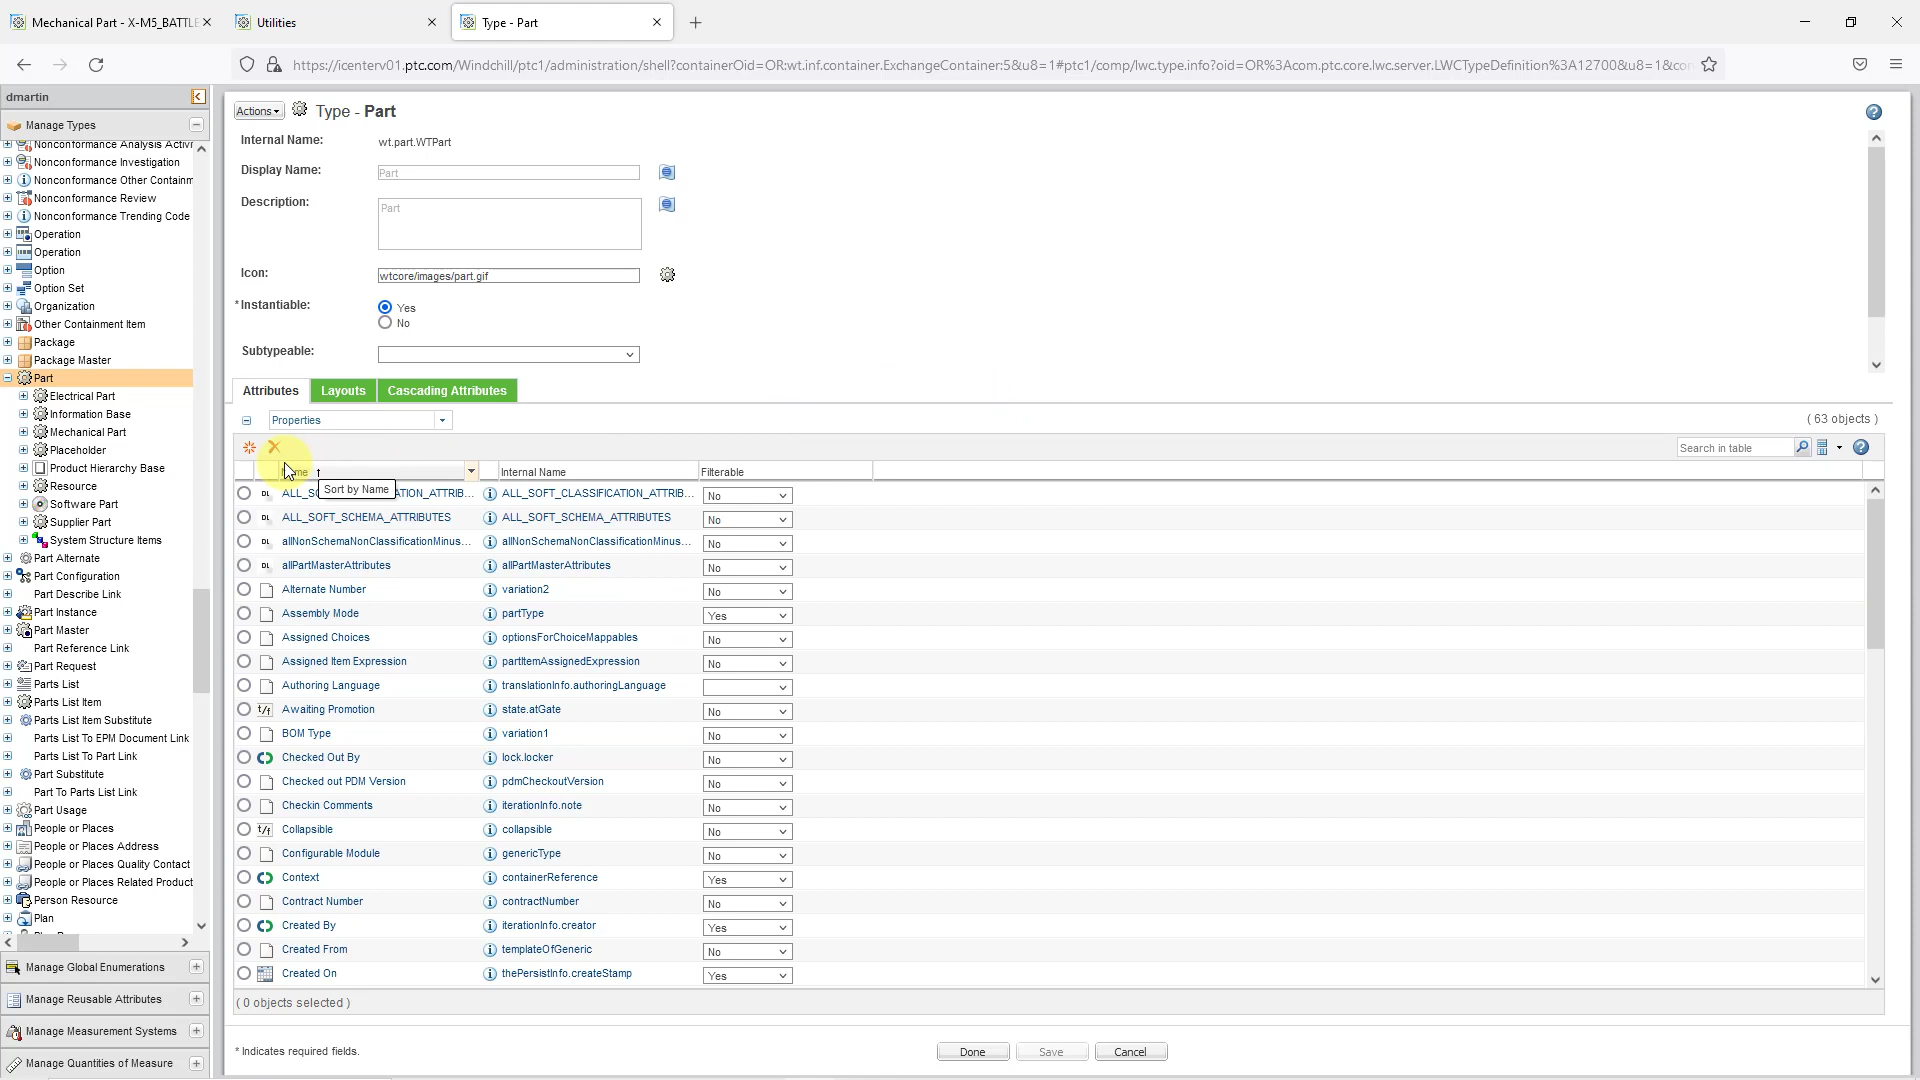 Mechanical Part - X-M5_BATTLE
Utilities
Type - Part
https://icenterv01.ptc.com/Windchill/ptc1/administration/shell?containerOid=OR:wt.inf.container.ExchangeContainer:5&u8=1#ptc1/comp/lwc.type.info?oid=OR%3Acom.ptc.core.lwc.server.LWCTypeDefinition%3A12700&u8=1&con
dmartin
Manage Types
Nonconformance Analysis Activi
Nonconformance Investigation
Nonconformance Other Containm
Nonconformance Review
Nonconformance Trending Code
Operation
Operation
Option
Option Set
Organization
Other Containment Item
Package
Package Master
Part
Electrical Part
Information Base
Mechanical Part
Placeholder
Product Hierarchy Base
Resource
Software Part
Supplier Part
System Structure Items
Part Alternate
Part Configuration
Part Describe Link
Part Instance
Part Master
Part Reference Link
Part Request
Parts List
Parts List Item
Parts List Item Substitute
Parts List To EPM Document Link
Parts List To Part Link
Part Substitute
Part To Parts List Link
Part Usage
People or Places
People or Places Address
People or Places Quality Contact
People or Places Related Product
Person Resource
Plan
Manage Global Enumerations
Manage Reusable Attributes
Manage Measurement Systems
Manage Quantities of Measure
Actions Type - Part
Internal Name: wt.part.WTPart
Display Name: Part
Description: Part
Icon: wtcore/images/part.gif
*Instantiable: Yes
No
Subtypeable:
Attributes Layouts Cascading Attributes
Properties ( 63 objects )
Search in table
Internal Name Filterable
Sort by Name
ALL_SO ATION_ATTRIB... ALL_SOFT_CLASSIFICATION_ATTRIB... No
DL ALL_SOFT_SCHEMA_ATTRIBUTES ALL_SOFT_SCHEMA_ATTRIBUTES No
DL allNonSchemaNonClassificationMinus... allNonSchemaNonClassificationMinus... No
DL allPartMasterAttributes allPartMasterAttributes No
Alternate Number variation2 No
Assembly Mode partType Yes
Assigned Choices optionsForChoiceMappables No
Assigned Item Expression partItemAssignedExpression No
Authoring Language translationInfo.authoringLanguage
t/f Awaiting Promotion state.atGate No
BOM Type variation1 No
Checked Out By lock.locker No
Checked out PDM Version pdmCheckoutVersion No
Checkin Comments iterationInfo.note No
t/f Collapsible collapsible No
Configurable Module genericType No
Context containerReference Yes
Contract Number contractNumber No
Created By iterationInfo.creator Yes
Created From templateOfGeneric No
Created On thePersistInfo.createStamp Yes
( 0 objects selected )
* Indicates required fields.
Done Save Cancel